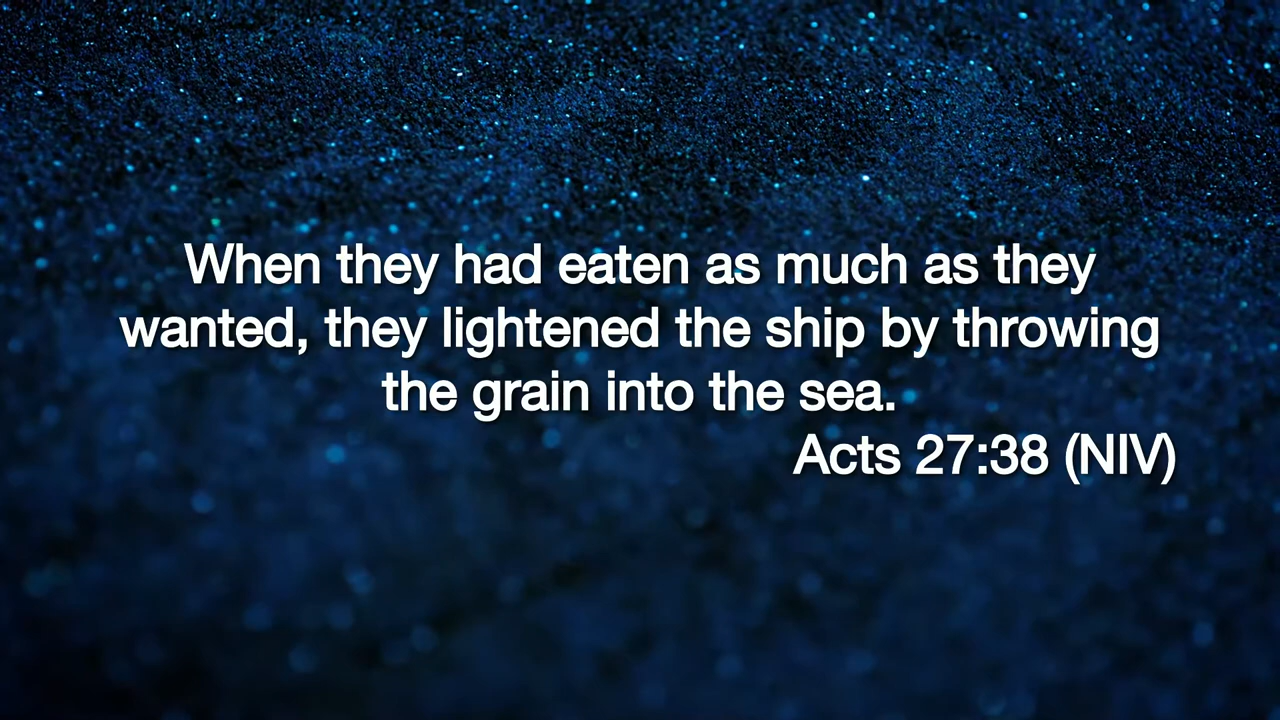 When they had eaten as much as they
wanted, they lightened the ship by throwing
the grain into the sea.
Acts 27:38 (NIV)